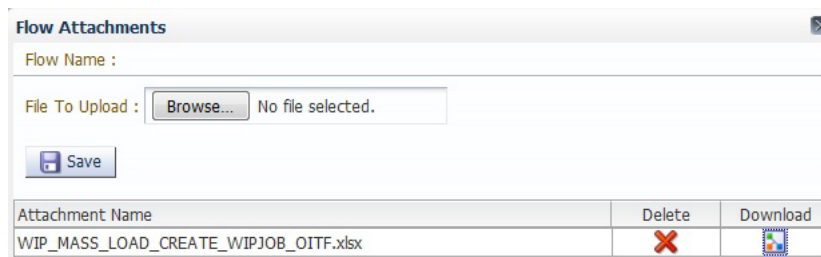 Flow Attachments
Flow Name :
File To Upload : Browse... No file selected.
Save
Attachment Name Delete Download
WIP_MASS_LOAD_CREATE_WIPJOB_OITF.xlsx